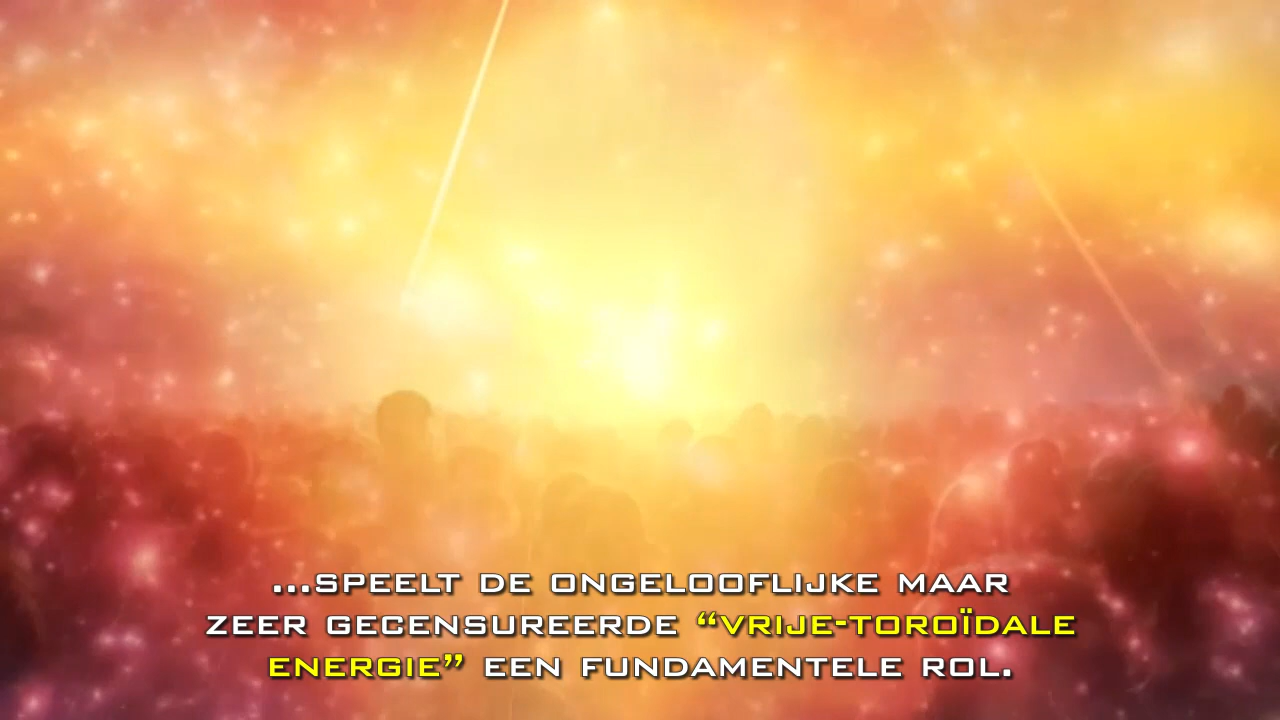 ...SPEELT DE ONGELOOFLIJKE MAAR
ZEER GECENSUREERDE “VRIJE-TOROÏDALE
ENERGIE” EEN FUNDAMENTELE ROL.